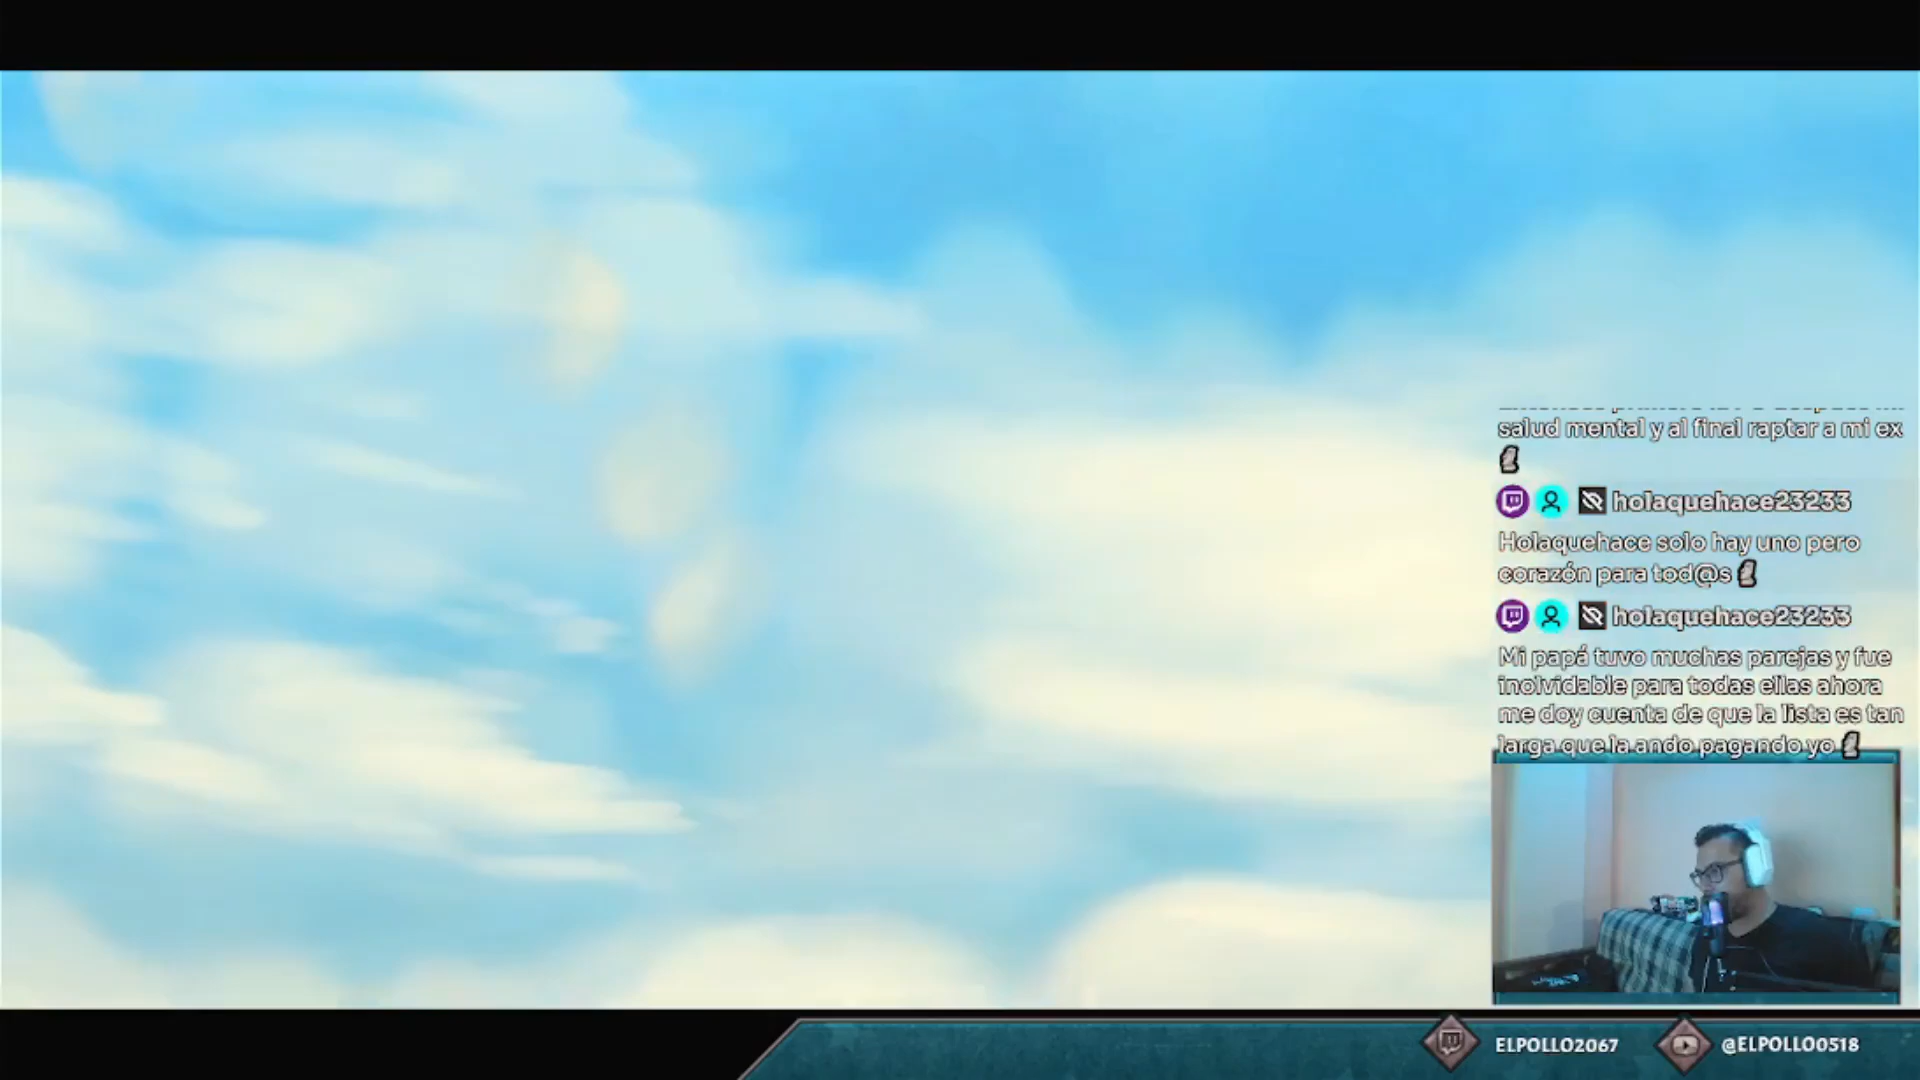 salud mental y al final raptar a mi ex
holaquehace23233
Holaquehace solo hay uno pero
corazón para tod@s
holaquehace23233
Mi papá tuvo muchas parejas y fue
inolvidable para todas ellas ahora
me doy cuenta de que la lista es tan
larga que la ando pagando yo
ELPOLLO2067
@ELPOLLO0518